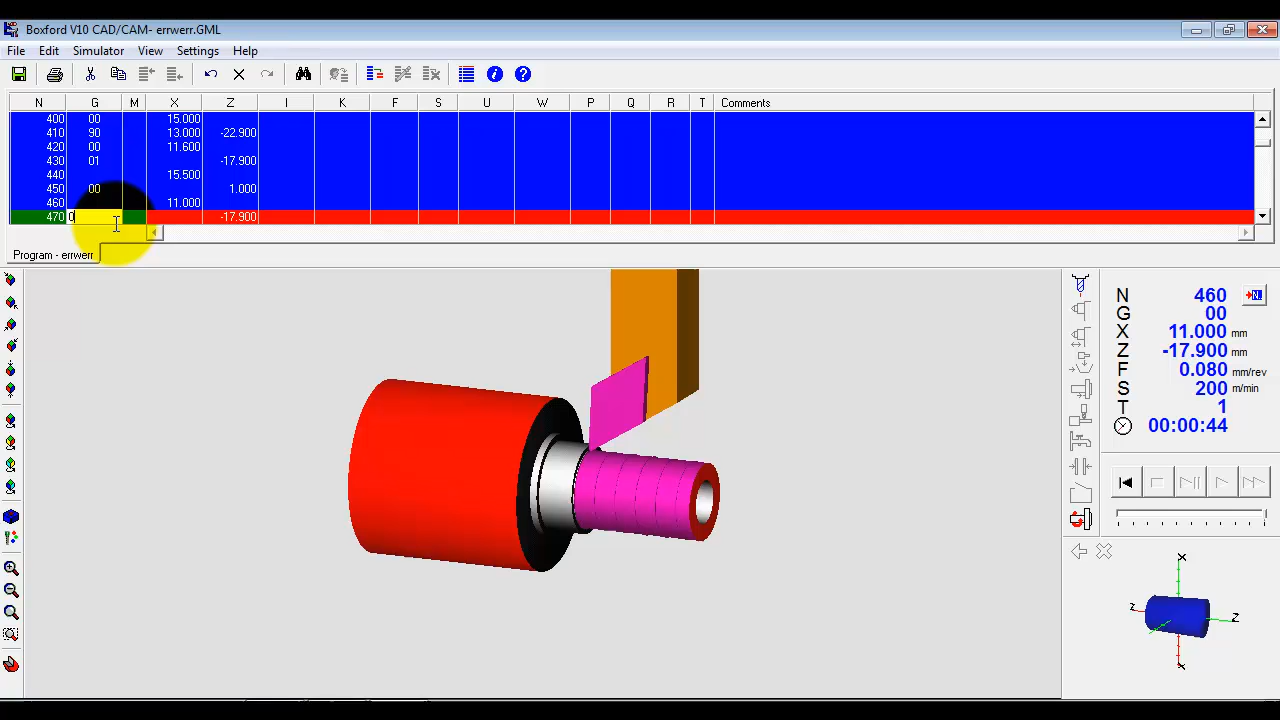 Boxford V10 CAD/CAM- errwerr.GML
File Edit Simulator View Settings Help
N G M X Z I K F S U W P Q R T Comments
400 00 15.000
410 90 13.000 -22.900
420 00 11.600
430 01 -17.900
440 15.500
450 00 1.000
460 11.000
470 0 -17.900
Program - errwerr
N 460
G 00
X 11.000 mm
Z -17.900 mm
F 0.080 mm/rev
S 200 m/min
T 1
00:00:44
X
Z
Z
X